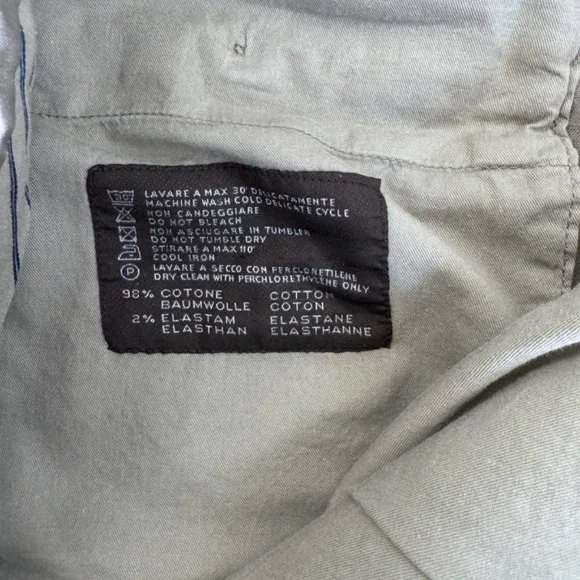 30°
LAVARE A MAX 30° DELICATAMENTE
MACHINE WASH COLD DELICATE CYCLE
NON CANDEGGIARE
DO NOT BLEACH
NON ASCIUGARE IN TUMBLER
DO NOT TUMBLE DRY
STIRARE A MAX 110°
COOL IRON
P
LAVARE A SECCO CON PERCLORETILENE
DRY CLEAN WITH PERCHLORETHYLENE ONLY
98% COTONE COTTON
BAUMWOLLE COTON
2% ELASTAM ELASTANE
ELASTHAN ELASTHANNE